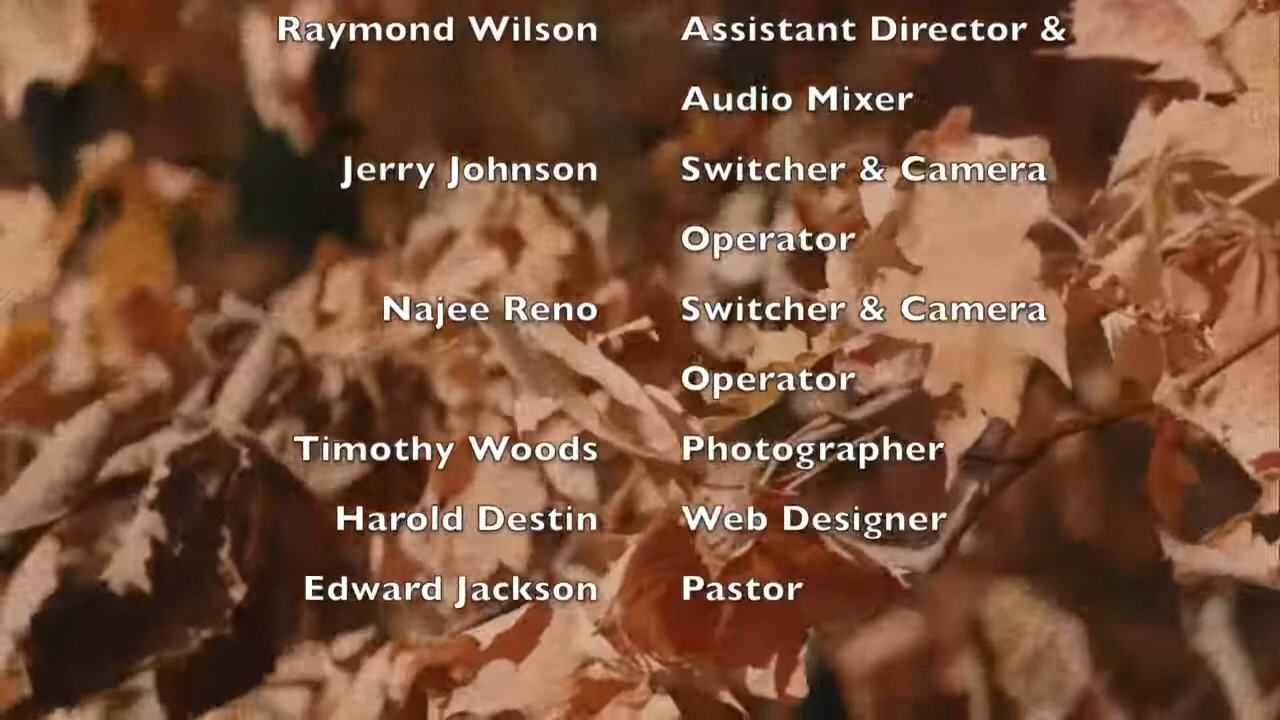 Raymond Wilson Assistant Director &
Audio Mixer
Jerry Johnson Switcher & Camera
Operator
Najee Reno Switcher & Camera
Operator
Timothy Woods Photographer
Harold Destin Web Designer
Edward Jackson Pastor